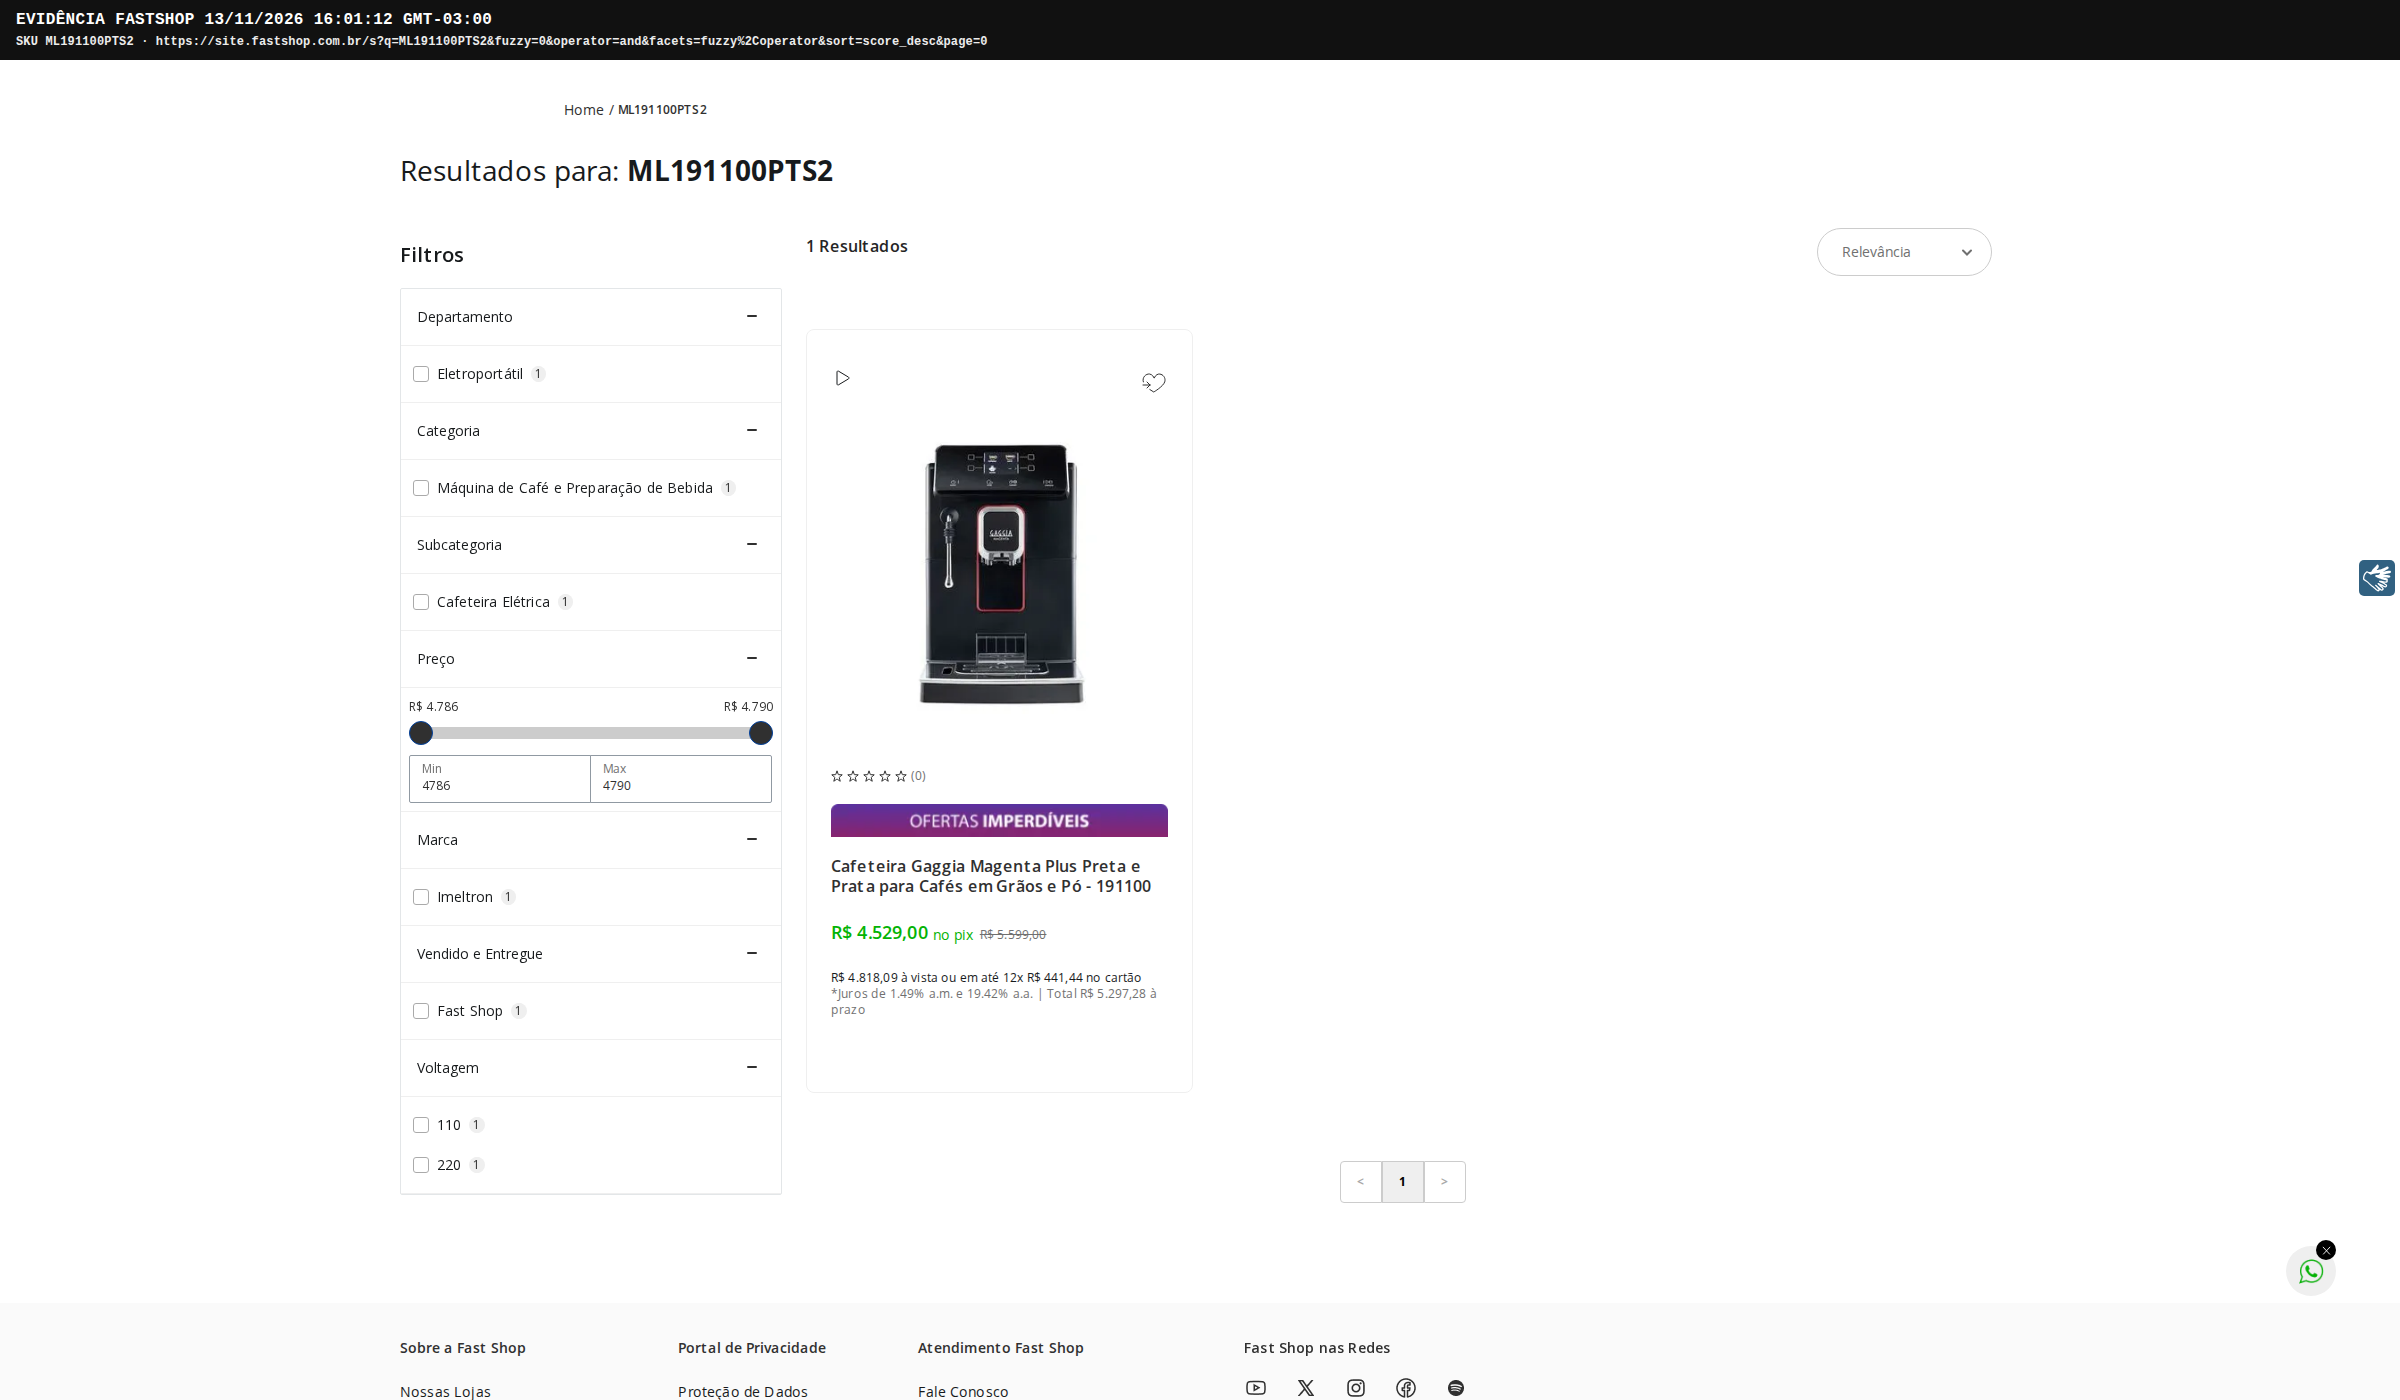 EVIDÊNCIA FASTSHOP 13/11/2026 16:01:12 GMT-03:00
SKU ML191100PTS2 · https://site.fastshop.com.br/s?q=ML191100PTS2&fuzzy=0&operator=and&facets=fuzzy%2Coperator&sort=score_desc&page=0
Home / ML191100PTS2
Resultados para: ML191100PTS2
Filtros
Departamento
Eletroportátil 1
Categoria
Máquina de Café e Preparação de Bebida 1
Subcategoria
Cafeteira Elétrica 1
Preço
R$ 4.786 R$ 4.790
Min Max
4786 4790
Marca
Imeltron 1
Vendido e Entregue
Fast Shop 1
Voltagem
110 1
220 1
1 Resultados
Relevância
GAGGIA
MAGENTA
(0)
OFERTAS IMPERDÍVEIS
Cafeteira Gaggia Magenta Plus Preta e
Prata para Cafés em Grãos e Pó - 191100
R$ 4.529,00 no pix R$ 5.599,00
R$ 4.818,09 à vista ou em até 12x R$ 441,44 no cartão
*Juros de 1.49% a.m. e 19.42% a.a. | Total R$ 5.297,28 à
prazo
< 1 >
Sobre a Fast Shop
Nossas Lojas
Portal de Privacidade
Proteção de Dados
Atendimento Fast Shop
Fale Conosco
Fast Shop nas Redes